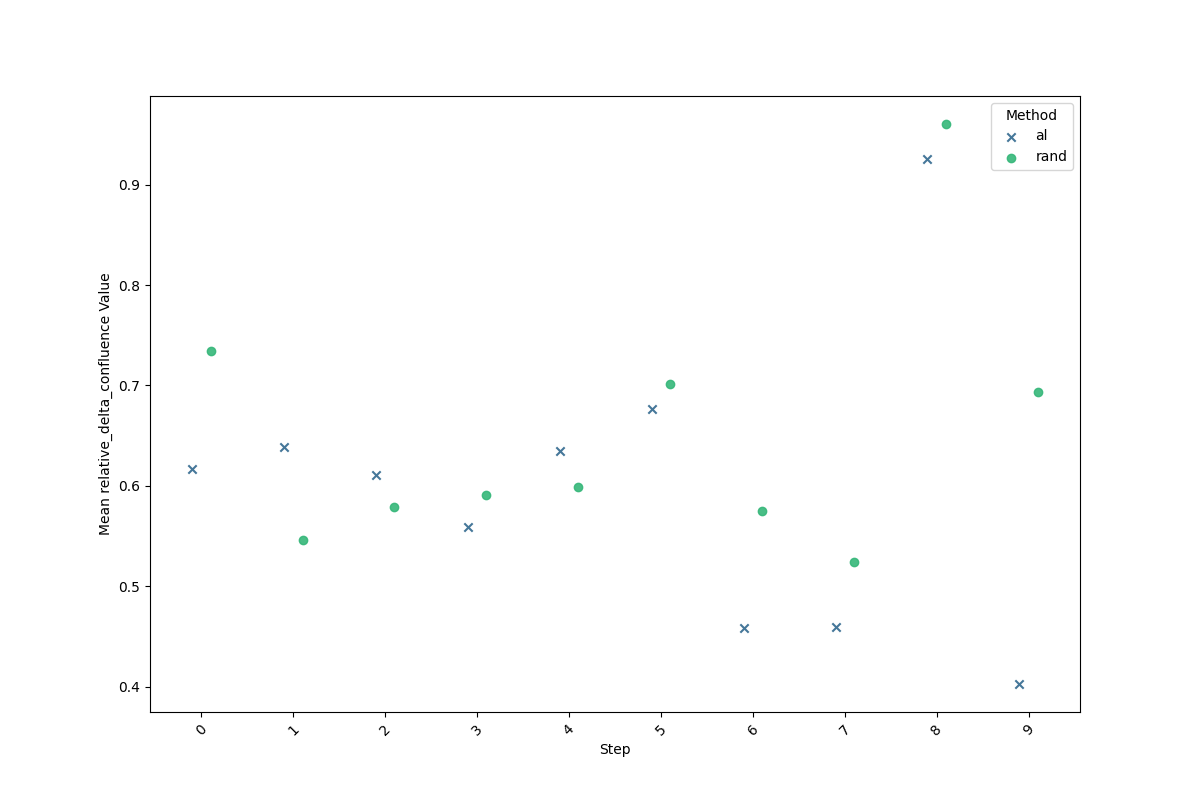 Method
al
rand
0.9
0.8
0.7
0.6
0.5
0.4
Mean relative_delta_confluence Value
0 1 2 3 4 5 6 7 8 9
Step